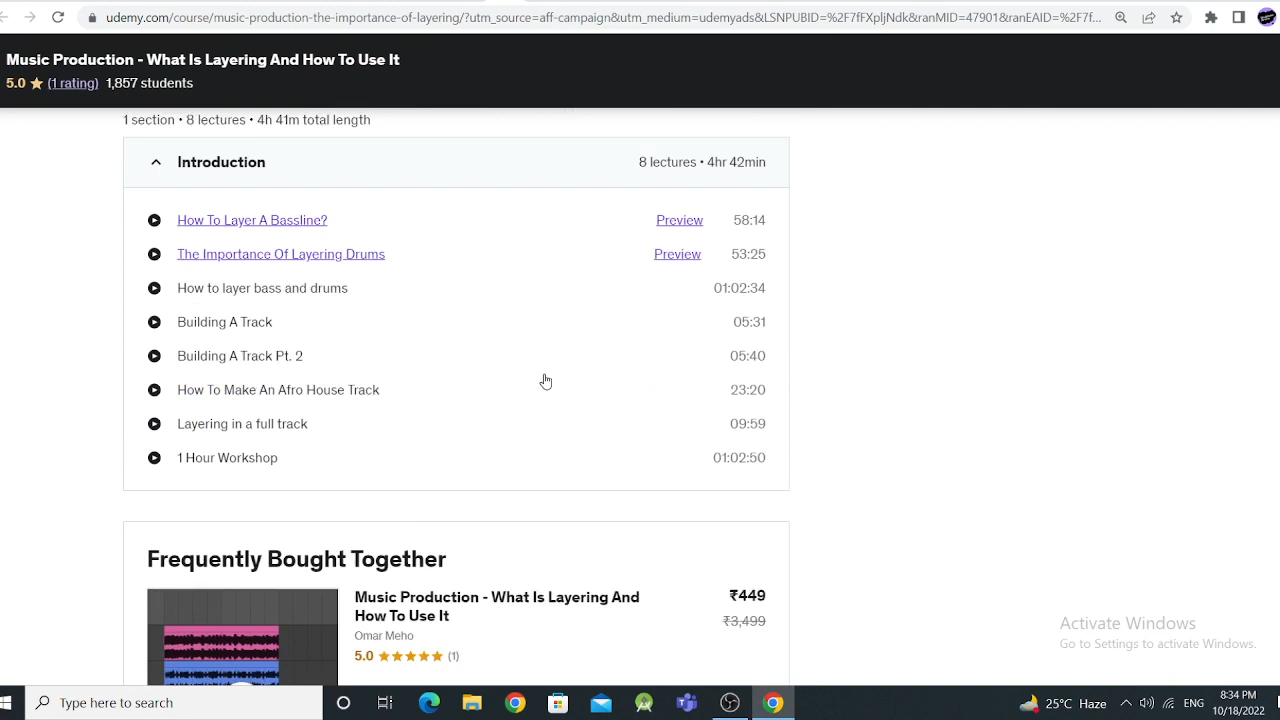 udemy.com/course/music-production-the-importance-of-layering/?utm_source=aff-campaign&utm_medium=udemyads&LSNPUBID=%2F7fFXpljNdk&ranMID=47901&ranEAID=%2F7f...
Music Production - What Is Layering And How To Use It
5.0 ★ (1 rating) 1,857 students
1 section • 8 lectures • 4h 41m total length
Introduction 8 lectures • 4hr 42min
How To Layer A Bassline? Preview 58:14
The Importance Of Layering Drums Preview 53:25
How to layer bass and drums 01:02:34
Building A Track 05:31
Building A Track Pt. 2 05:40
How To Make An Afro House Track 23:20
Layering in a full track 09:59
1 Hour Workshop 01:02:50
Frequently Bought Together
Music Production - What Is Layering And ₹449
How To Use It ₹3,499
Omar Meho
5.0 ★★★★★ (1)
Activate Windows
Go to Settings to activate Windows.
Type here to search
25°C Haze ENG 8:34 PM
10/18/2022